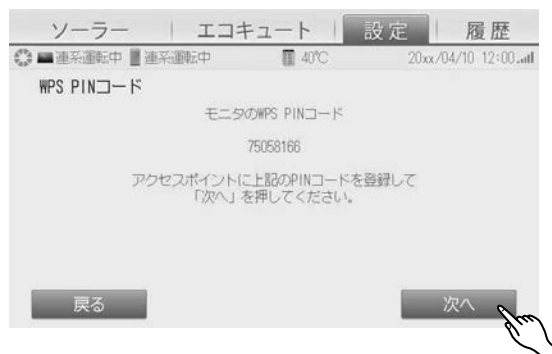 ソーラー エコキュート 設定 履歴
連系運転中 連系運転中 40℃ 20xx/04/10 12:00
WPS PINコード
モニタのWPS PINコード
75058166
アクセスポイントに上記のPINコードを登録して
「次へ」を押してください。
戻る 次へ